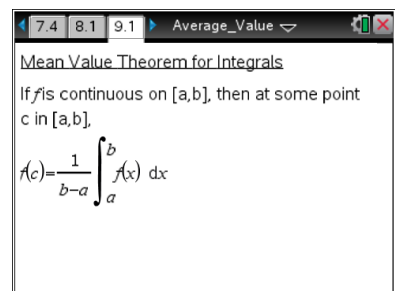 7.4 8.1 9.1 Average_Value
Mean Value Theorem for Integrals
If f is continuous on [a,b], then at some point
c in [a,b],
f(c)=1/(b-a) ∫_a^b f(x) dx